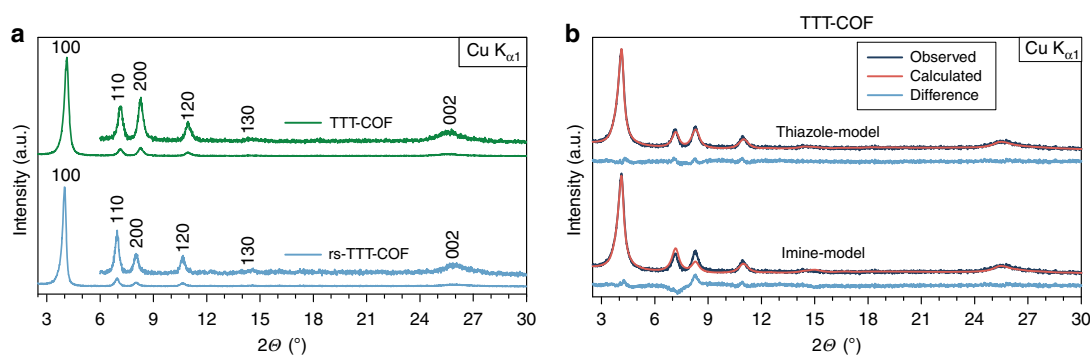 a
Cu Kα1
100
110
200
120
130
002
TTT-COF
100
110
200
120
130
002
rs-TTT-COF
Intensity (a.u.)
3 6 9 12 15 18 21 24 27 30
2Θ (°)
b
TTT-COF
Cu Kα1
Observed
Calculated
Difference
Thiazole-model
Imine-model
Intensity (a.u.)
3 6 9 12 15 18 21 24 27 30
2Θ (°)